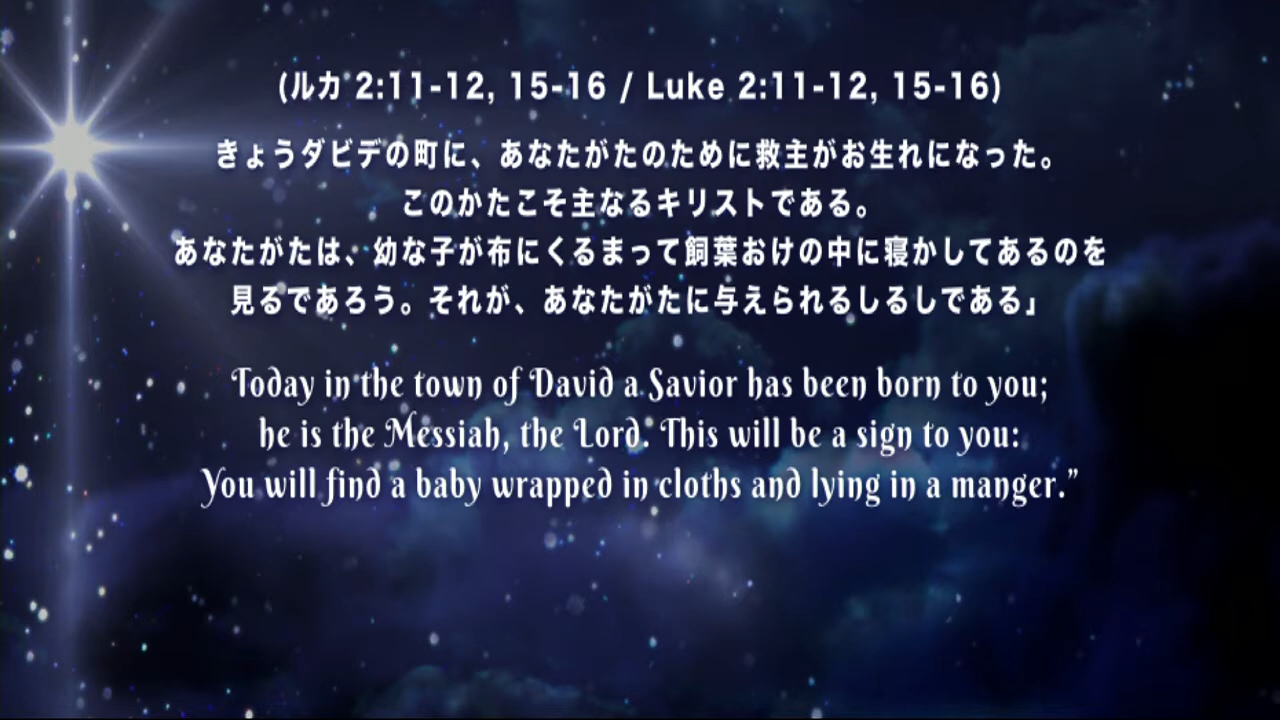 (ルカ 2:11-12, 15-16 / Luke 2:11-12, 15-16)
きょうダビデの町に、あなたがたのために救主がお生れになった。
このかたこそ主なるキリストである。
あなたがたは、幼な子が布にくるまって飼葉おけの中に寝かしてあるのを
見るであろう。それが、あなたがたに与えられるしるしである」
Today in the town of David a Savior has been born to you;
he is the Messiah, the Lord. This will be a sign to you:
You will find a baby wrapped in cloths and lying in a manger.”